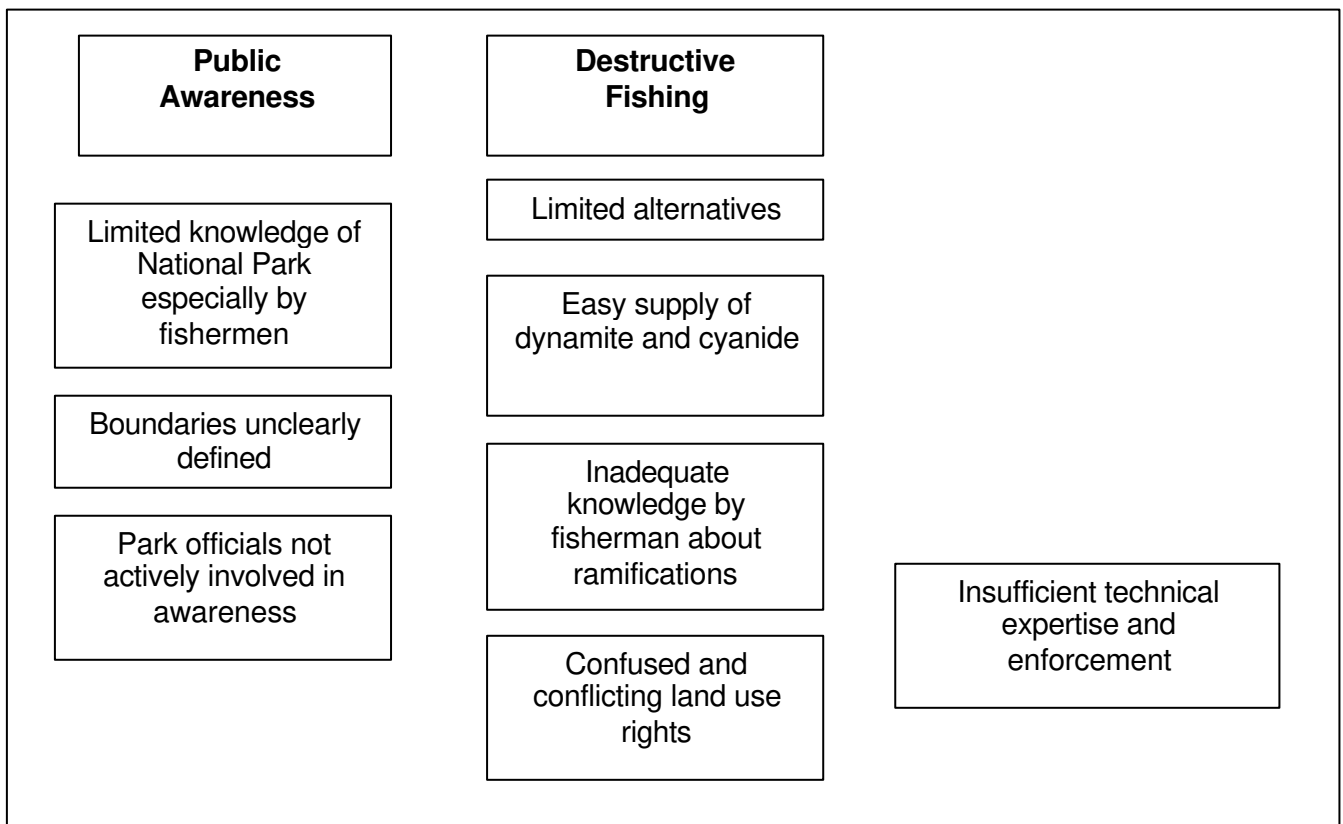 Public
Awareness
Limited knowledge of
National Park
especially by
fishermen
Boundaries unclearly
defined
Park officials not
actively involved in
awareness
Destructive
Fishing
Limited alternatives
Easy supply of
dynamite and cyanide
Inadequate
knowledge by
fisherman about
ramifications
Confused and
conflicting land use
rights
Insufficient technical
expertise and
enforcement